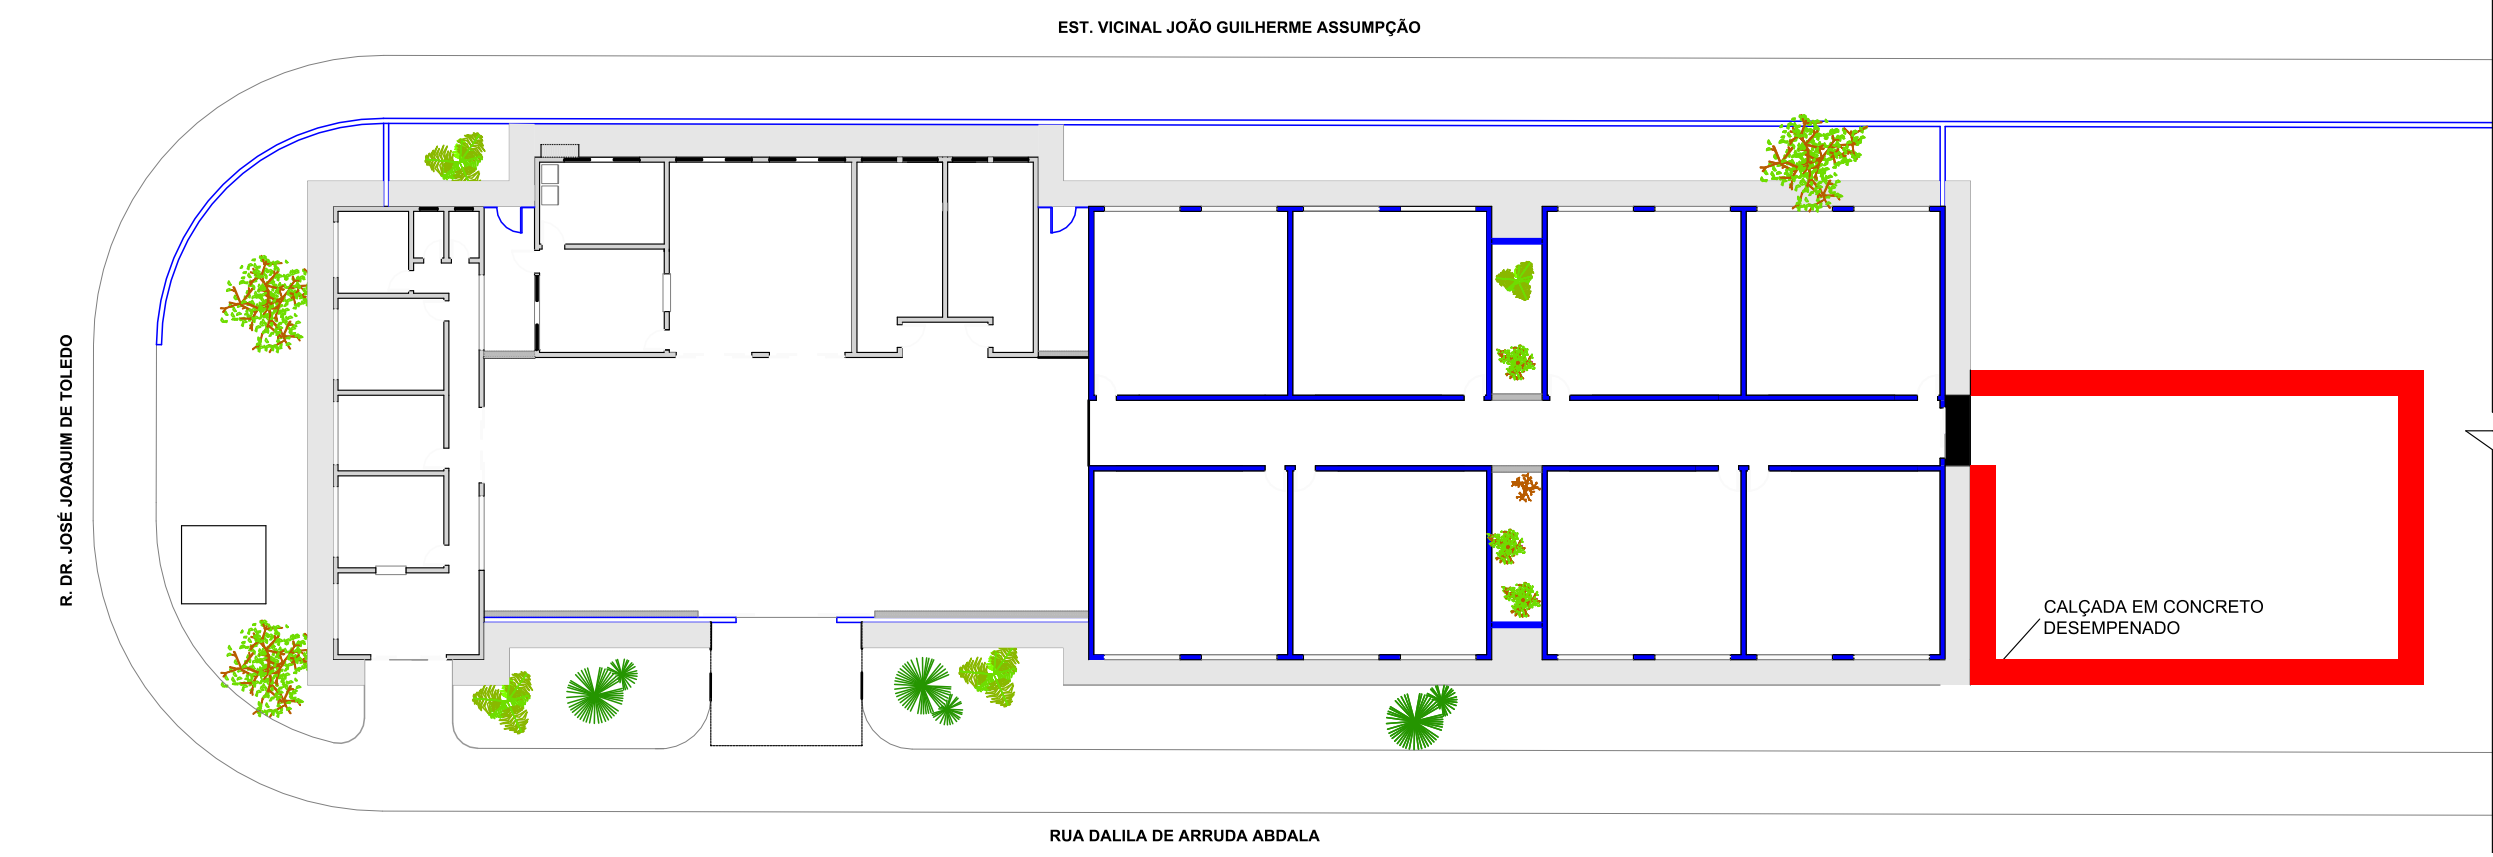 EST. VICINAL JOÃO GUILHERME ASSUMPÇÃO
R. DR. JOSÉ JOAQUIM DE TOLEDO
CALÇADA EM CONCRETO
DESEMPENADO
RUA DALILA DE ARRUDA ABDALA